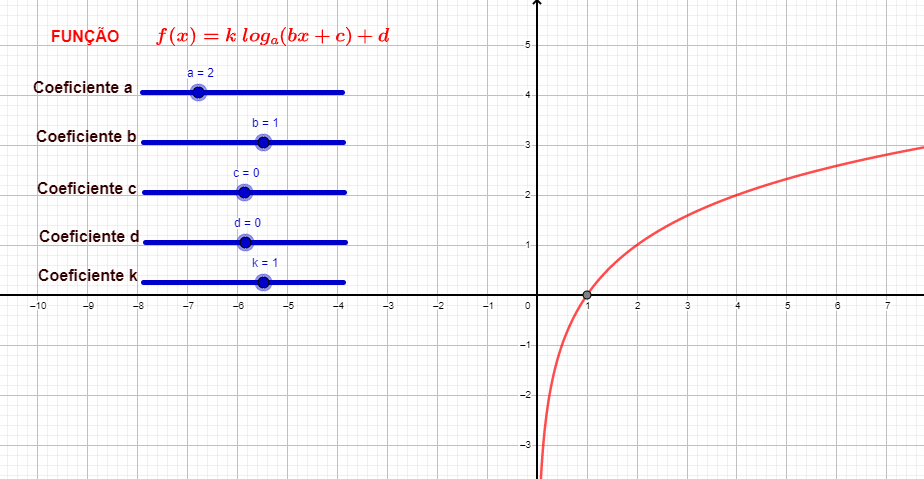 FUNÇÃO f(x) = k log_a(bx + c) + d
a = 2
Coeficiente a
b = 1
Coeficiente b
c = 0
Coeficiente c
d = 0
Coeficiente d
k = 1
Coeficiente k
5
4
3
2
1
–10 –9 –8 –7 –6 –5 –4 –3 –2 –1 0 1 2 3 4 5 6 7
–1
–2
–3